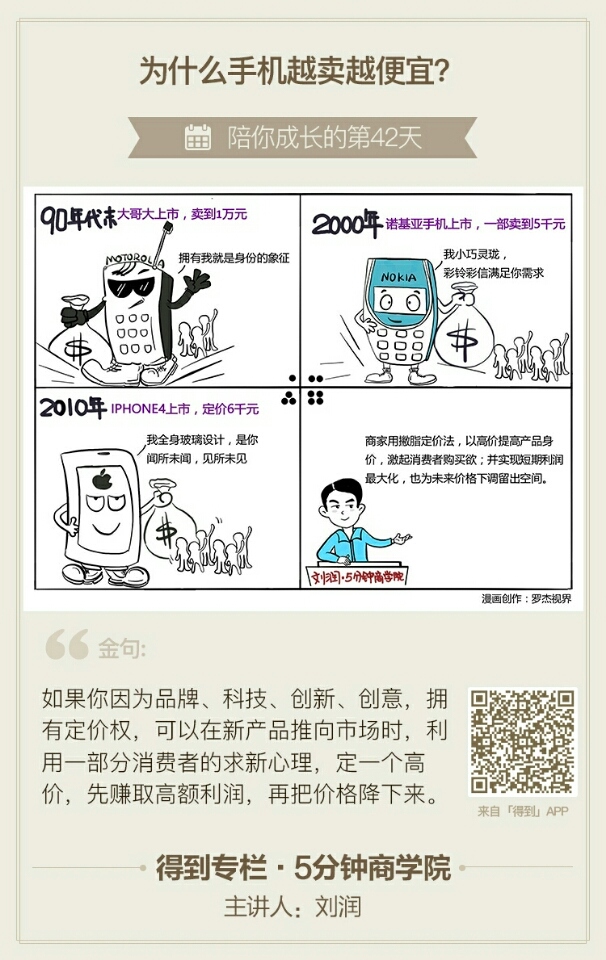 为什么手机越卖越便宜？
陪你成长的第42天
90年代末 大哥大上市，卖到1万元
MOTOROLA
拥有我就是身份的象征
$
2000年 诺基亚手机上市，一部卖到5千元
我小巧灵珑，
彩铃彩信满足你需求
NOKIA
$
2010年 IPHONE4上市，定价6千元
我全身玻璃设计，是你
闻所未闻，见所未见
$
商家用撇脂定价法，以高价提高产品身
价，激起消费者购买欲；并实现短期利润
最大化，也为未来价格下调留出空间。
刘润·5分钟商学院
漫画创作：罗杰视界
金句：
如果你因为品牌、科技、创新、创意，拥
有定价权，可以在新产品推向市场时，利
用一部分消费者的求新心理，定一个高
价，先赚取高额利润，再把价格降下来。
来自「得到」APP
得到专栏·5分钟商学院
主讲人：刘润